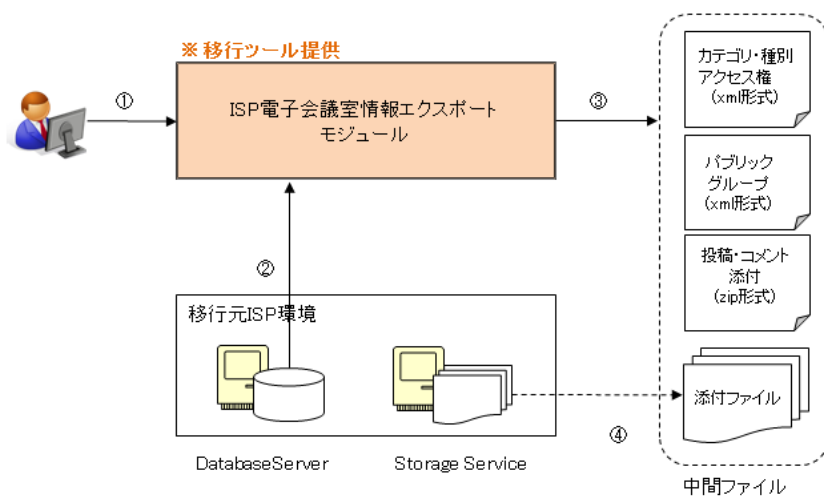 ※ 移行ツール提供
①
ISP電子会議室情報エクスポート
モジュール
③
カテゴリ・種別
アクセス権
(xml形式)
パブリック
グループ
(xml形式)
投稿・コメント
添付
(zip形式)
②
移行元ISP環境
添付ファイル
④
DatabaseServer
Storage Service
中間ファイル